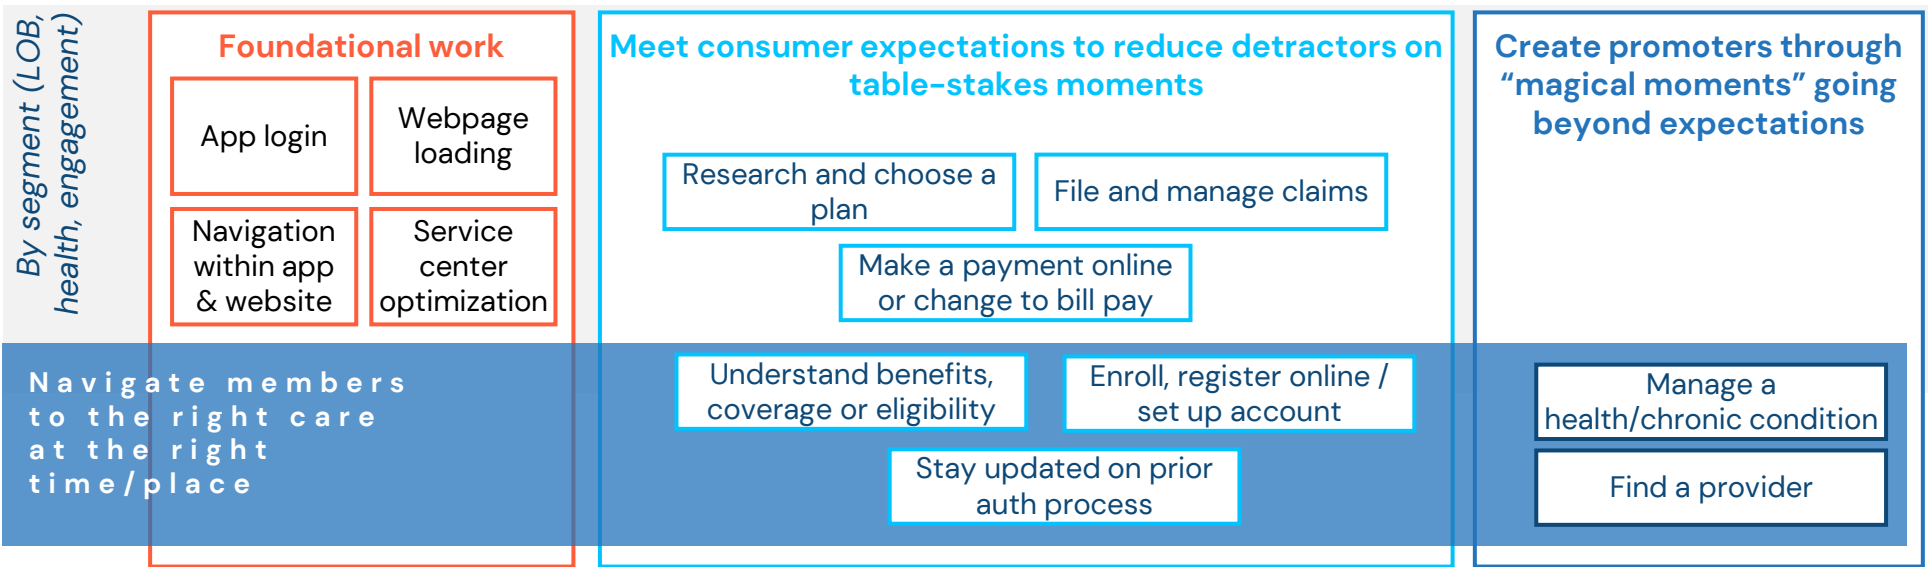 By segment (LOB,
health, engagement)
Foundational work
App login
Webpage
loading
Navigation
within app
& website
Service
center
optimization
Meet consumer expectations to reduce detractors on
table-stakes moments
Research and choose a
plan
File and manage claims
Make a payment online
or change to bill pay
Create promoters through
“magical moments” going
beyond expectations
Navigate members
to the right care
at the right
time/place
Understand benefits,
coverage or eligibility
Enroll, register online /
set up account
Stay updated on prior
auth process
Manage a
health/chronic condition
Find a provider